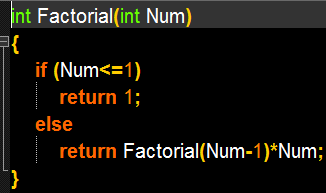 int Factorial(int Num)
{
if (Num<=1)
return 1;
else
return Factorial(Num-1)*Num;
}